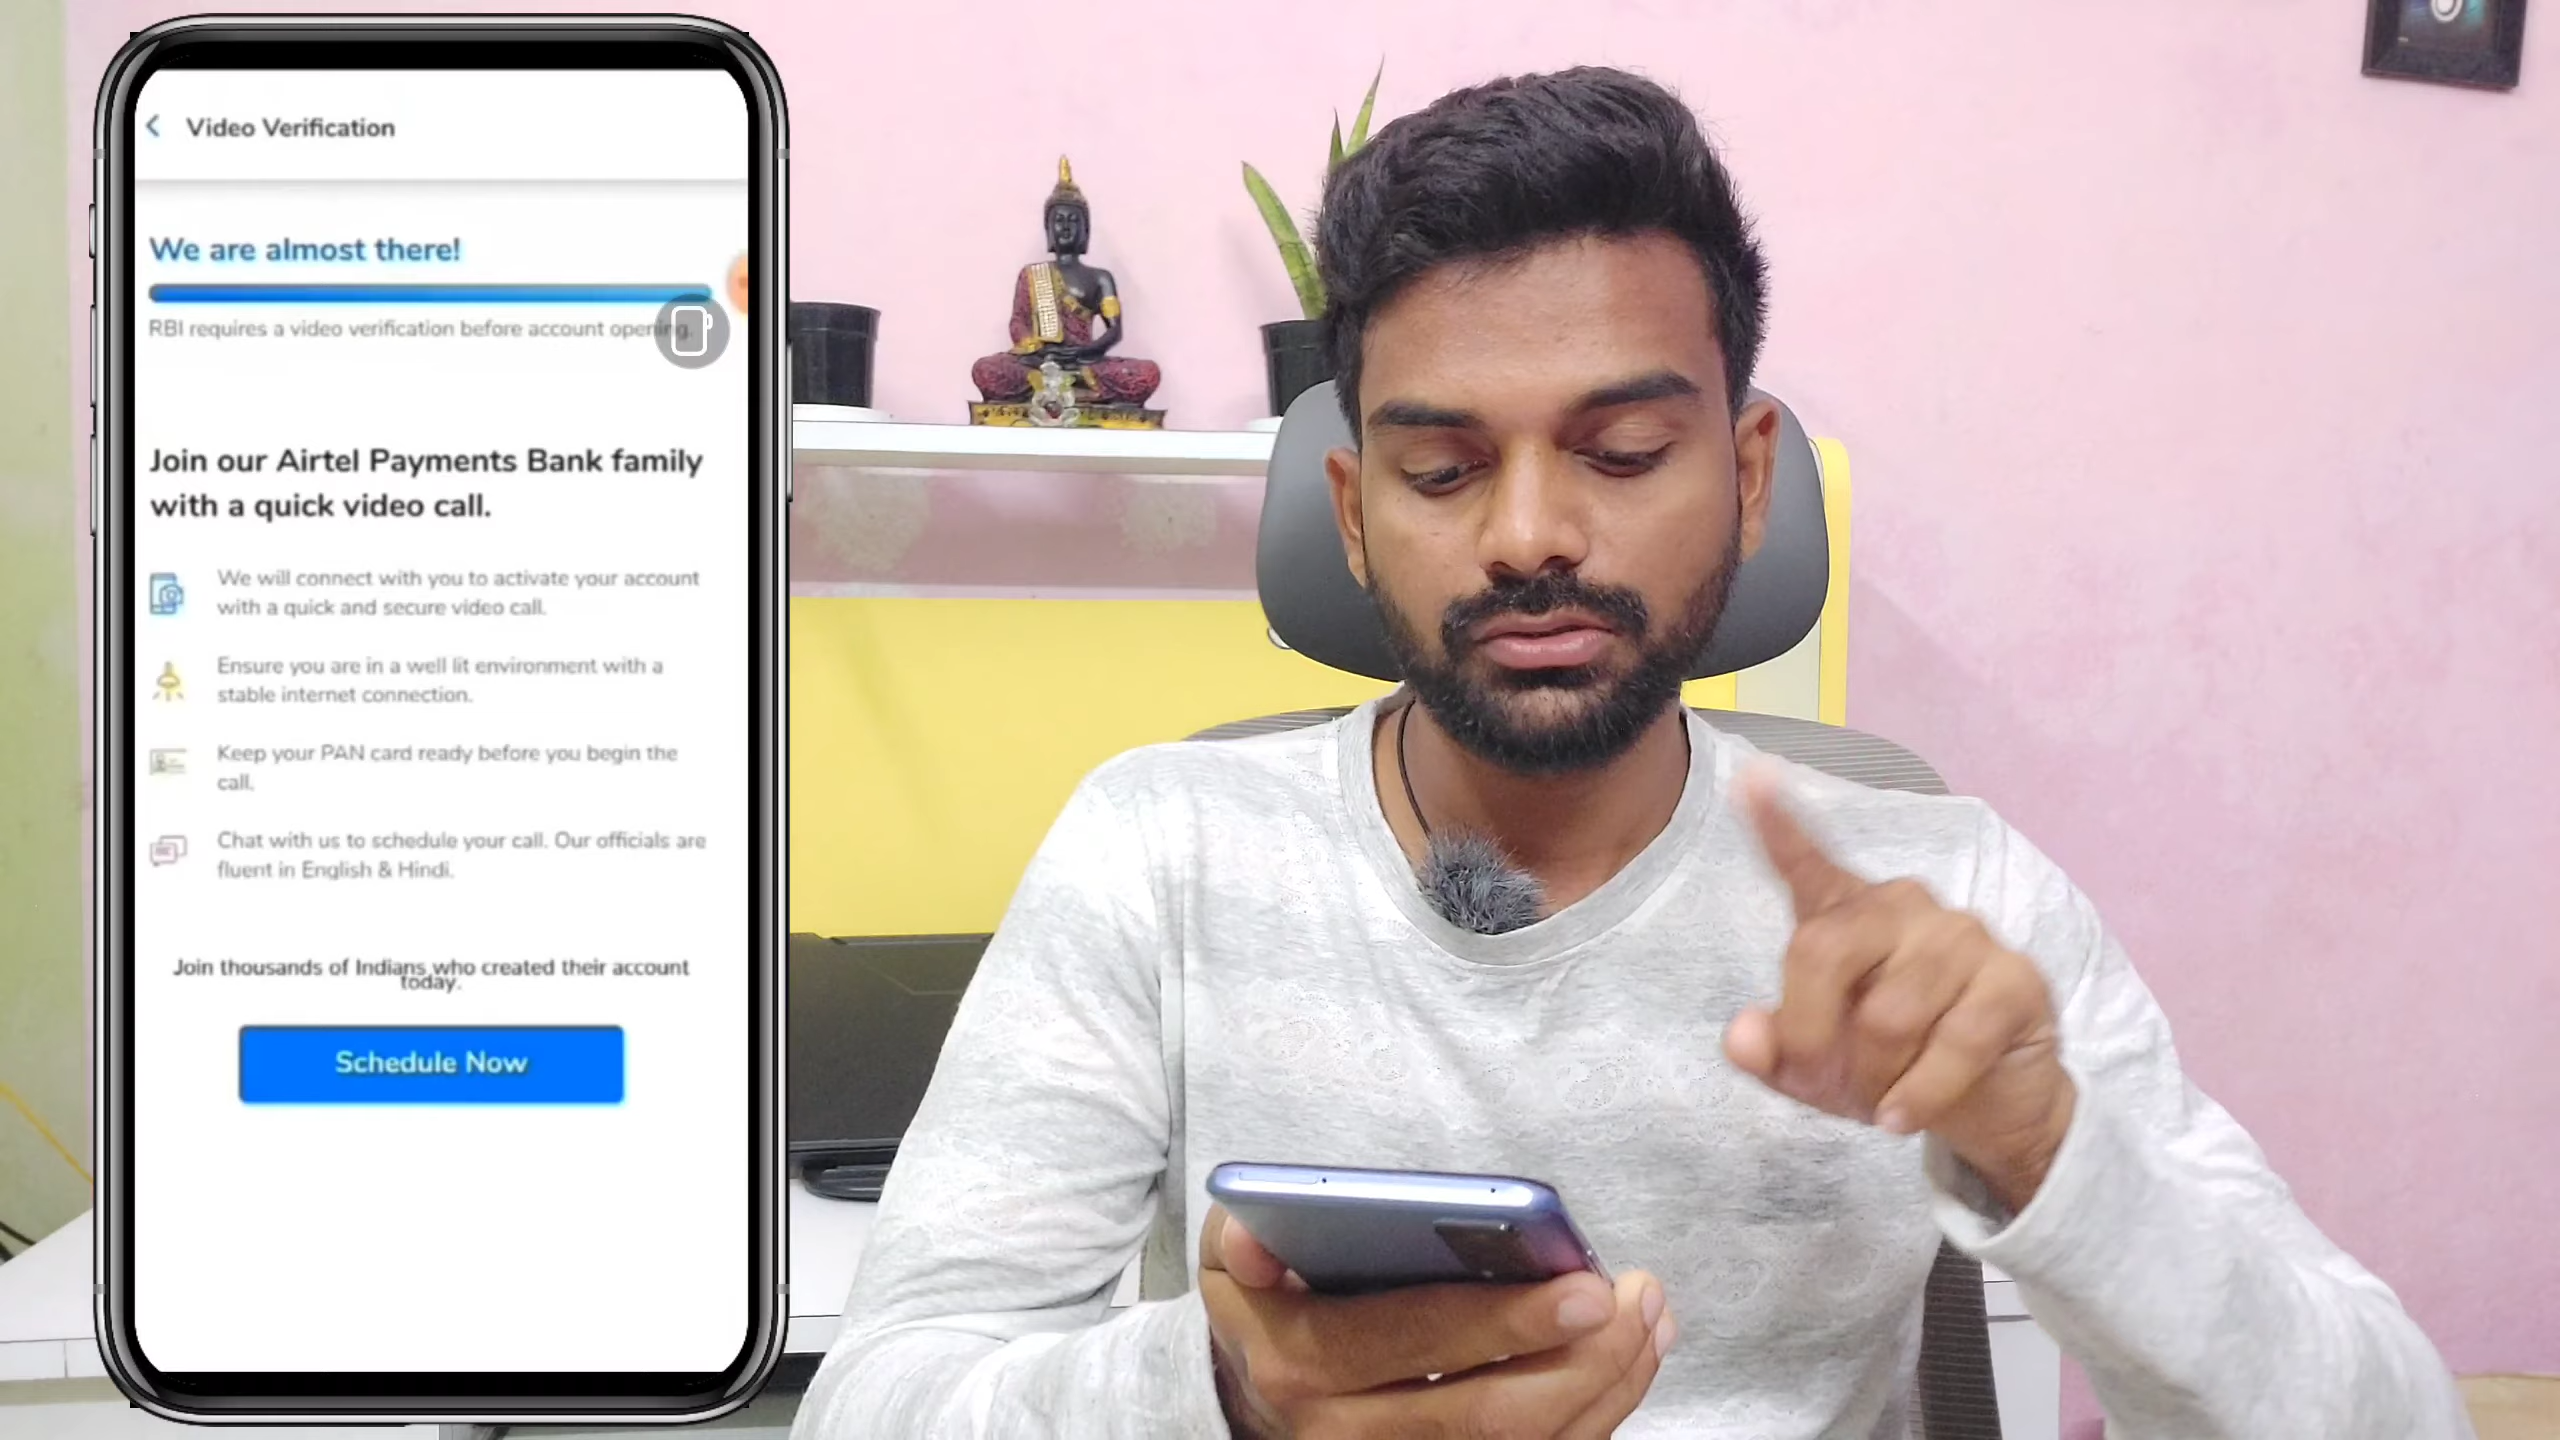 Video Verification
We are almost there!
RBI requires a video verification before account opening.
Join our Airtel Payments Bank family
with a quick video call.
We will connect with you to activate your account
with a quick and secure video call.
Ensure you are in a well lit environment with a
stable internet connection.
Keep your PAN card ready before you begin the
call.
Chat with us to schedule your call. Our officials are
fluent in English & Hindi.
Join thousands of Indians who created their account
today.
Schedule Now